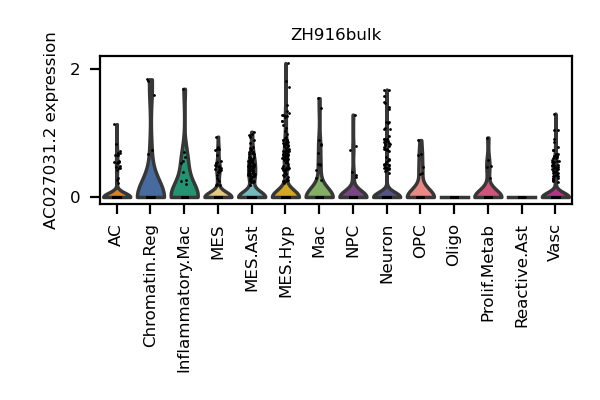 ZH916bulk
AC027031.2 expression
2
0
AC
Chromatin.Reg
Inflammatory.Mac
MES
MES.Ast
MES.Hyp
Mac
NPC
Neuron
OPC
Oligo
Prolif.Metab
Reactive.Ast
Vasc